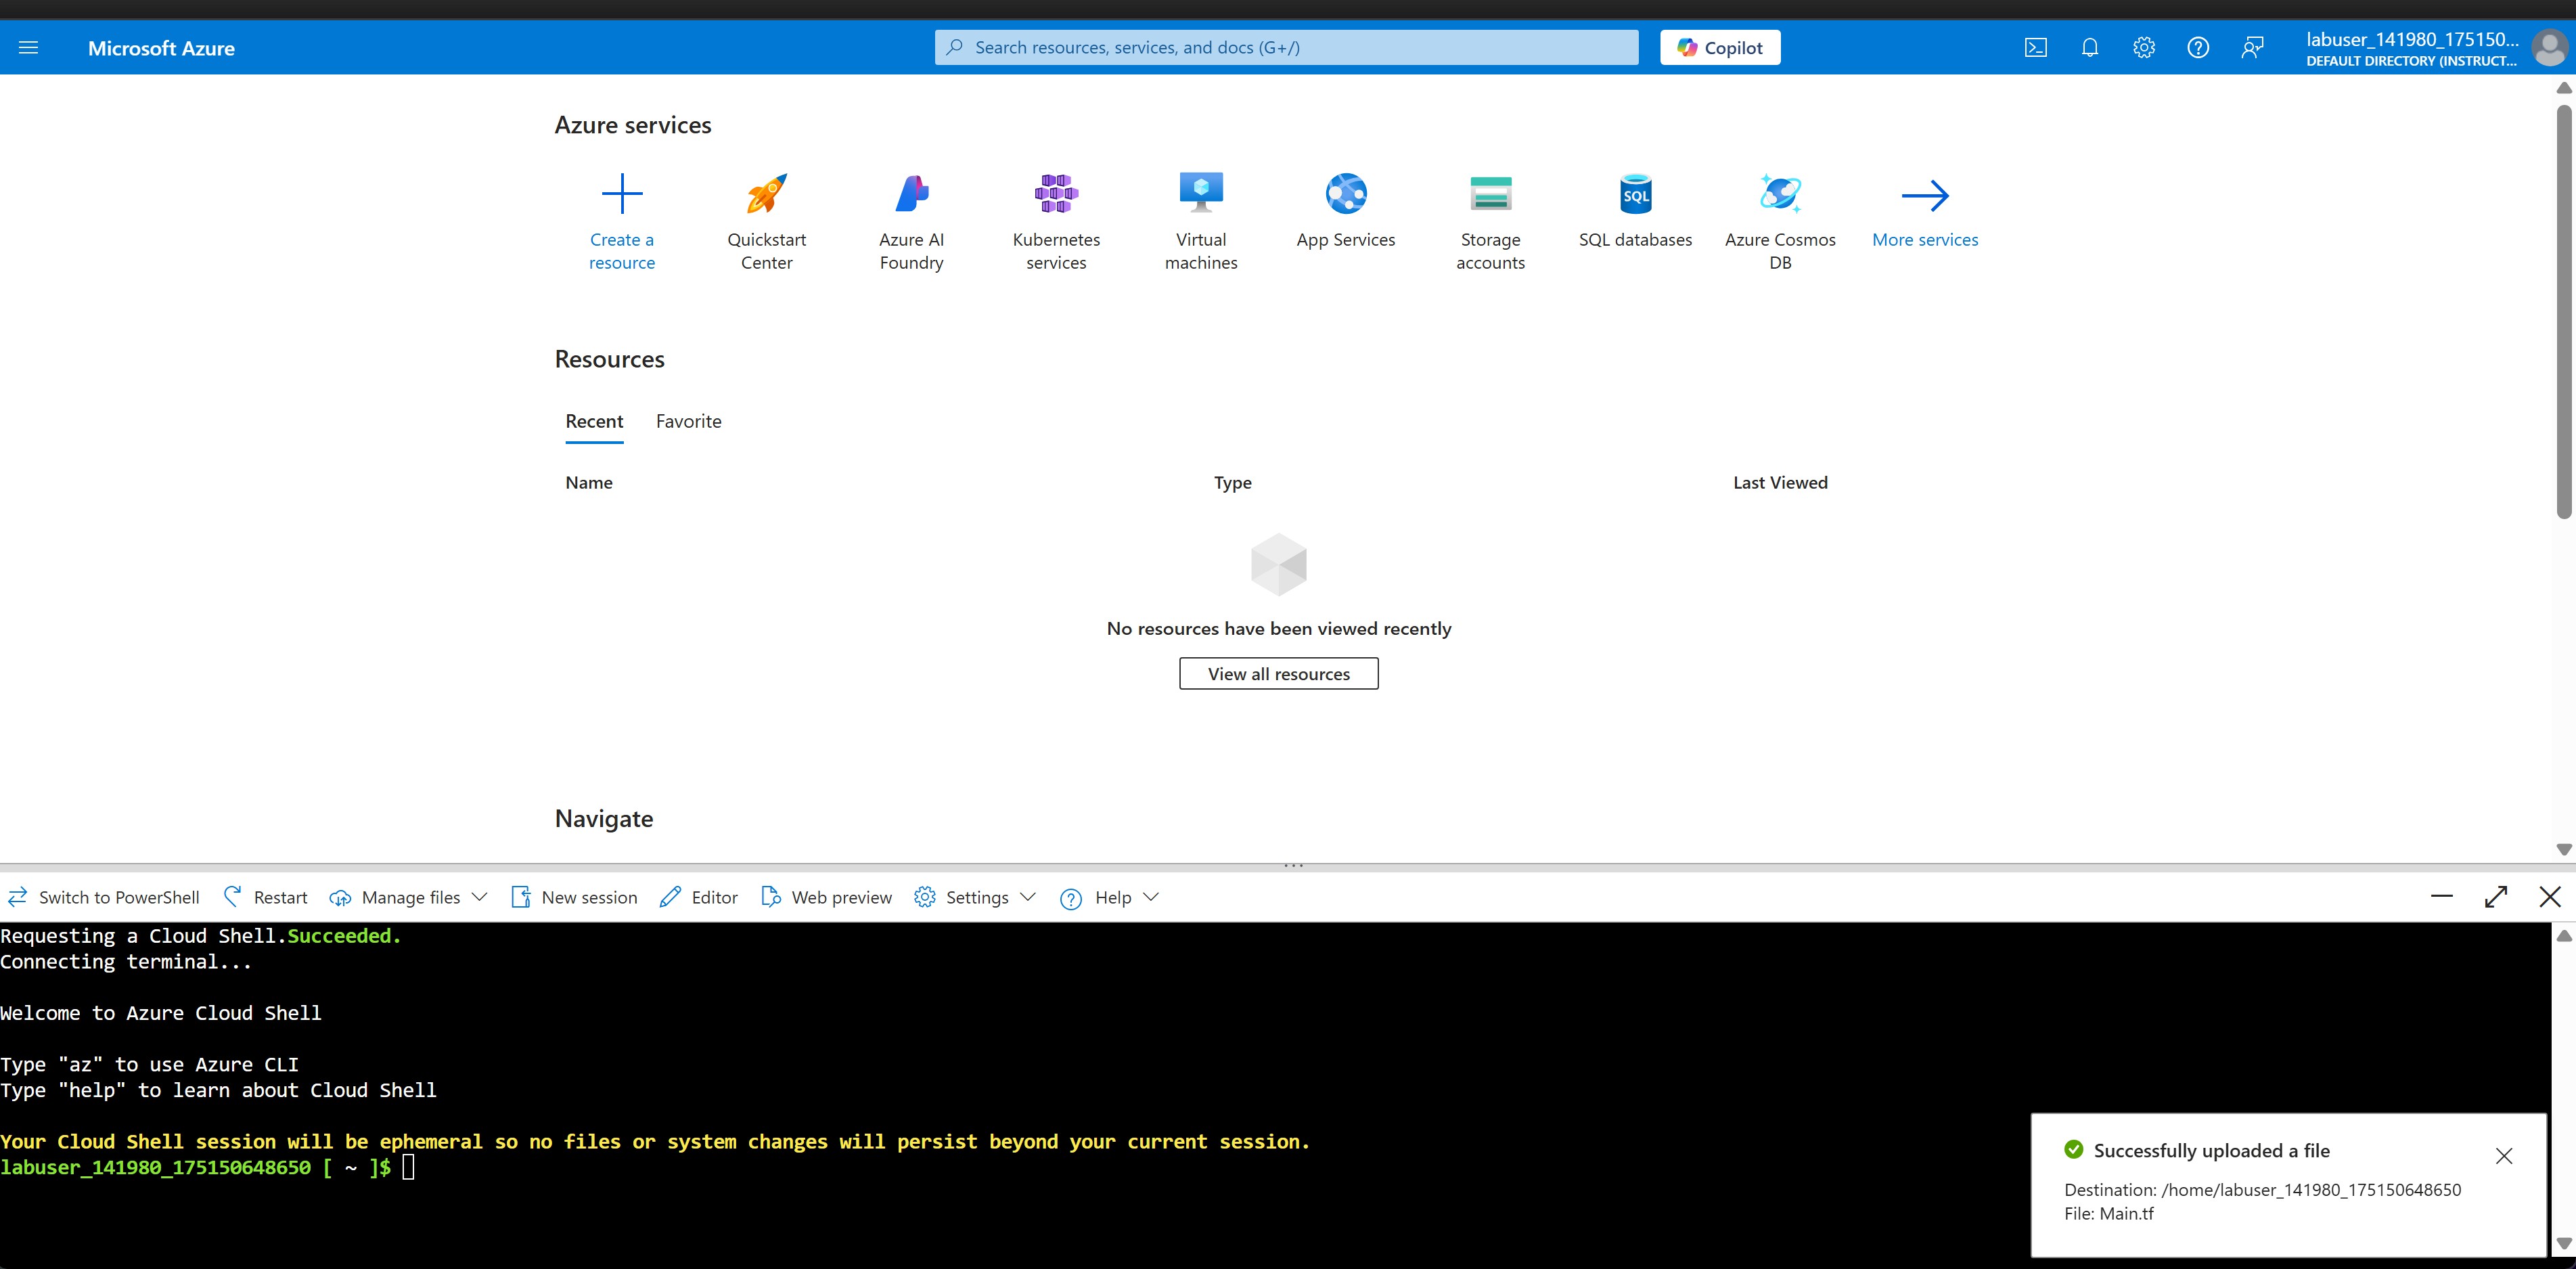 Microsoft Azure
Search resources, services, and docs (G+/)
Copilot
labuser_141980_175150...
DEFAULT DIRECTORY (INSTRUCT...
Azure services
Create a resource
Quickstart Center
Azure AI Foundry
Kubernetes services
Virtual machines
App Services
Storage accounts
SQL
SQL databases
Azure Cosmos DB
More services
Resources
Recent
Favorite
Name
Type
Last Viewed
No resources have been viewed recently
View all resources
Navigate
Switch to PowerShell
Restart
Manage files
New session
Editor
Web preview
Settings
Help
Requesting a Cloud Shell.Succeeded.
Connecting terminal...
Welcome to Azure Cloud Shell
Type "az" to use Azure CLI
Type "help" to learn about Cloud Shell
Your Cloud Shell session will be ephemeral so no files or system changes will persist beyond your current session.
labuser_141980_175150648650 [ ~ ]$
Successfully uploaded a file
Destination: /home/labuser_141980_175150648650
File: Main.tf